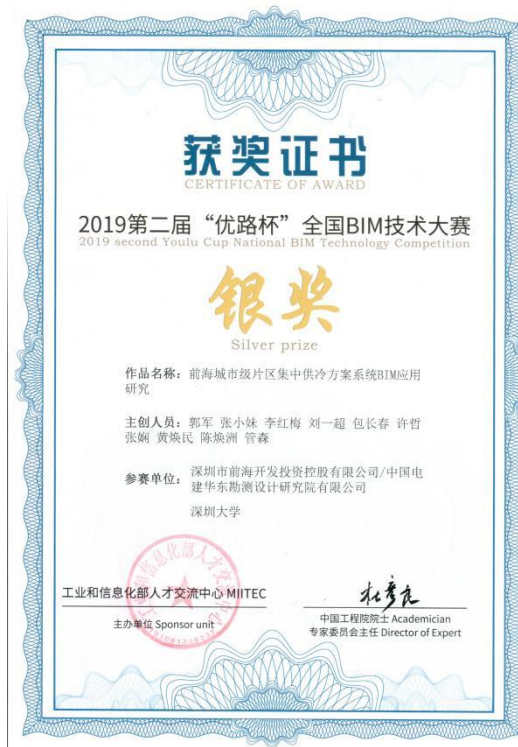 获奖证书
CERTIFICATE OF AWARD
2019第二届“优路杯”全国BIM技术大赛
2019 second Youlu Cup National BIM Technology Competition
银奖
Silver prize
作品名称：前海城市级片区集中供冷方案系统BIM应用
研究
主创人员：郭军 张小妹 李红梅 刘一超 包长春 许哲
张娴 黄焕民 陈焕洲 管森
参赛单位：深圳市前海开发投资控股有限公司/中国电
建华东勘测设计研究院有限公司
深圳大学
工业和信息化部人才交流中心 MIITEC
主办单位 Sponsor unit
中国工程院院士 Academician
专家委员会主任 Director of Expert